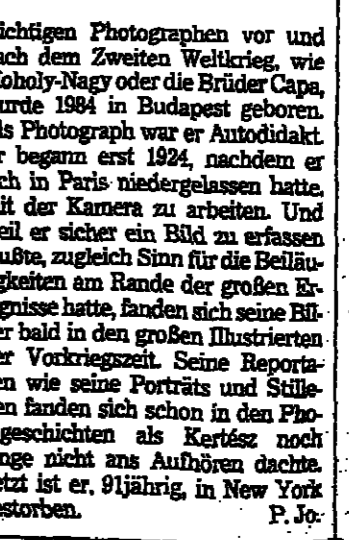 ichtigen Photographen vor und
ach dem Zweiten Weltkrieg, wie
oholy-Nagy oder die Brüder Capa,
urde 1984 in Budapest geboren.
ls Photograph war er Autodidakt.
r begann erst 1924, nachdem er
ch in Paris niedergelassen hatte,
it der Kamera zu arbeiten. Und
eil er sicher ein Bild zu erfassen
ußte, zugleich Sinn für die Beiläu-
gkeiten am Rande der großen Er-
gnisse hatte, fanden sich seine Bil-
er bald in den großen Illustrierten
er Vorkriegszeit. Seine Reporta-
en wie seine Porträts und Stille-
en fanden sich schon in den Pho-
geschichten als Kertész noch
nge nicht ans Aufhören dachte.
etzt ist er, 91jährig, in New York
estorben. P. Jo.